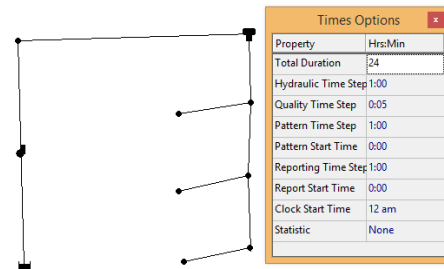 Times Options
x
Property Hrs:Min
Total Duration 24
Hydraulic Time Step 1:00
Quality Time Step 0:05
Pattern Time Step 1:00
Pattern Start Time 0:00
Reporting Time Step 1:00
Report Start Time 0:00
Clock Start Time 12 am
Statistic None